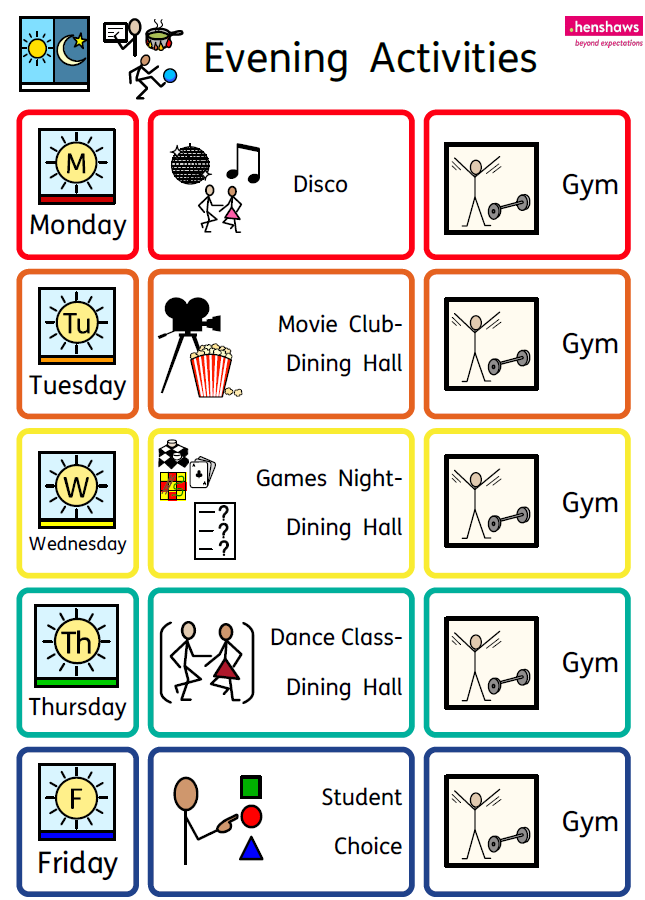 .henshaws
beyond expectations
Evening Activities
M
Monday
Disco
Gym
Tu
Tuesday
Movie Club-
Dining Hall
Gym
W
Wednesday
Games Night-
Dining Hall
?
?
?
Gym
Th
Thursday
Dance Class-
Dining Hall
Gym
F
Friday
Student
Choice
Gym